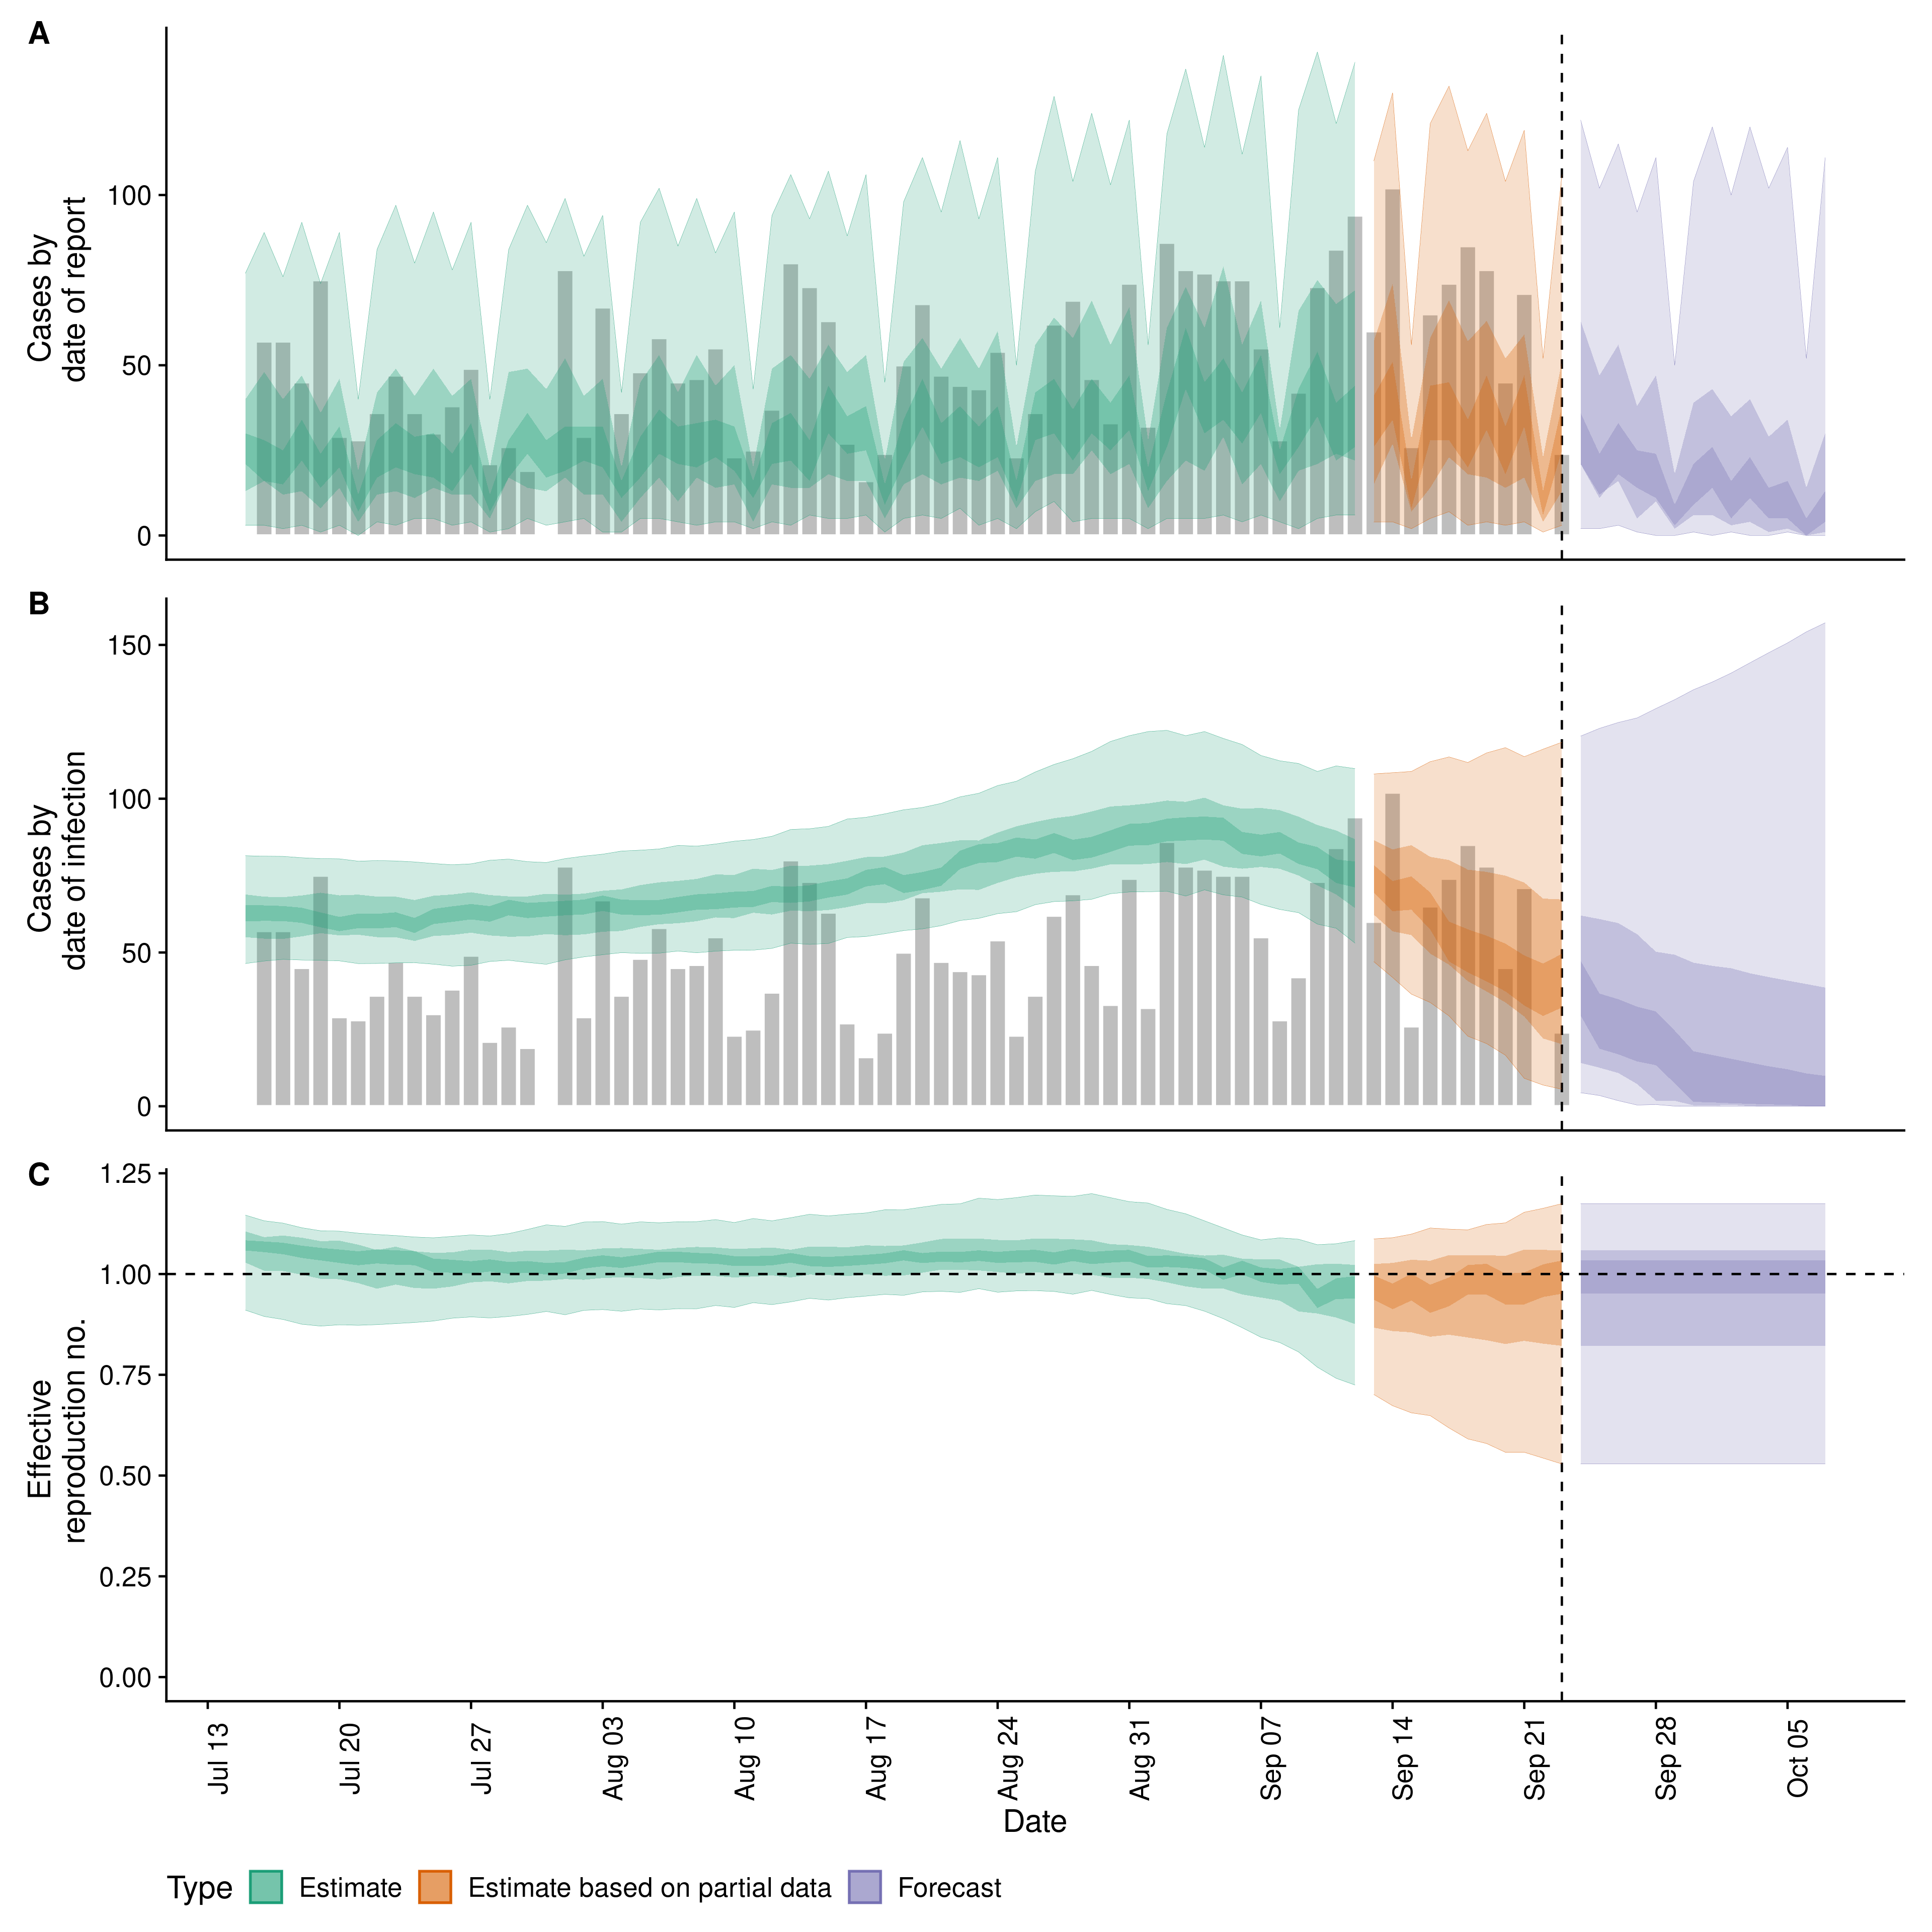 A
Cases by
date of report
100
50
0
B
Cases by
date of infection
150
100
50
0
C
Effective
reproduction no.
1.25
1.00
0.75
0.50
0.25
0.00
Jul 13
Jul 20
Jul 27
Aug 03
Aug 10
Aug 17
Aug 24
Aug 31
Sep 07
Sep 14
Sep 21
Sep 28
Oct 05
Date
Type Estimate Estimate based on partial data Forecast